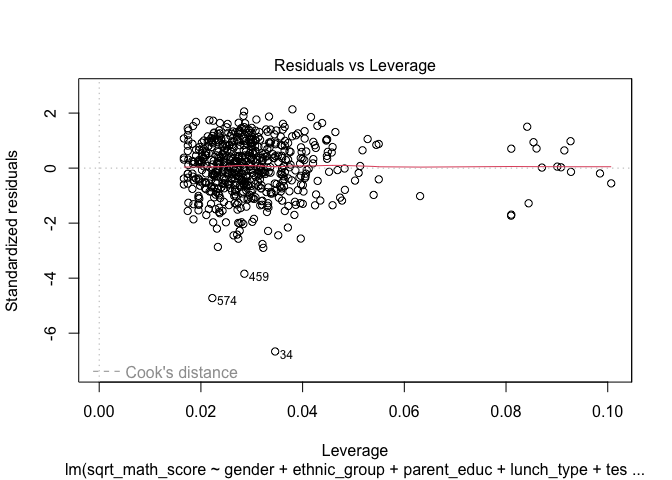 Residuals vs Leverage
Standardized residuals
2
0
-2
-4
-6
459
574
34
Cook's distance
0.00 0.02 0.04 0.06 0.08 0.10
Leverage
lm(sqrt_math_score ~ gender + ethnic_group + parent_educ + lunch_type + tes ...